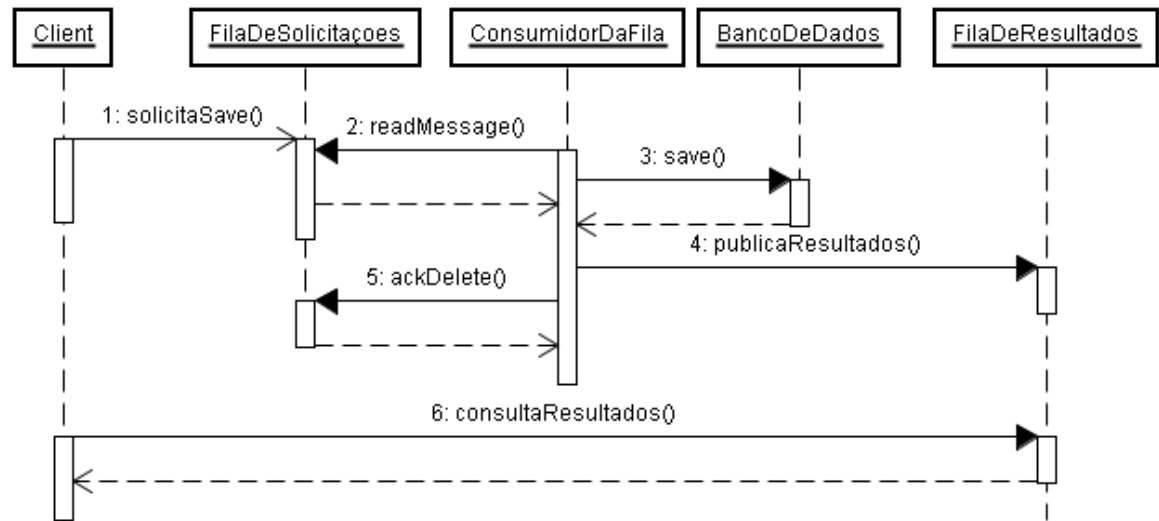 Client
FilaDeSolicitaçoes
ConsumidorDaFila
BancoDeDados
FilaDeResultados
1: solicitaSave()
2: readMessage()
3: save()
4: publicaResultados()
5: ackDelete()
6: consultaResultados()